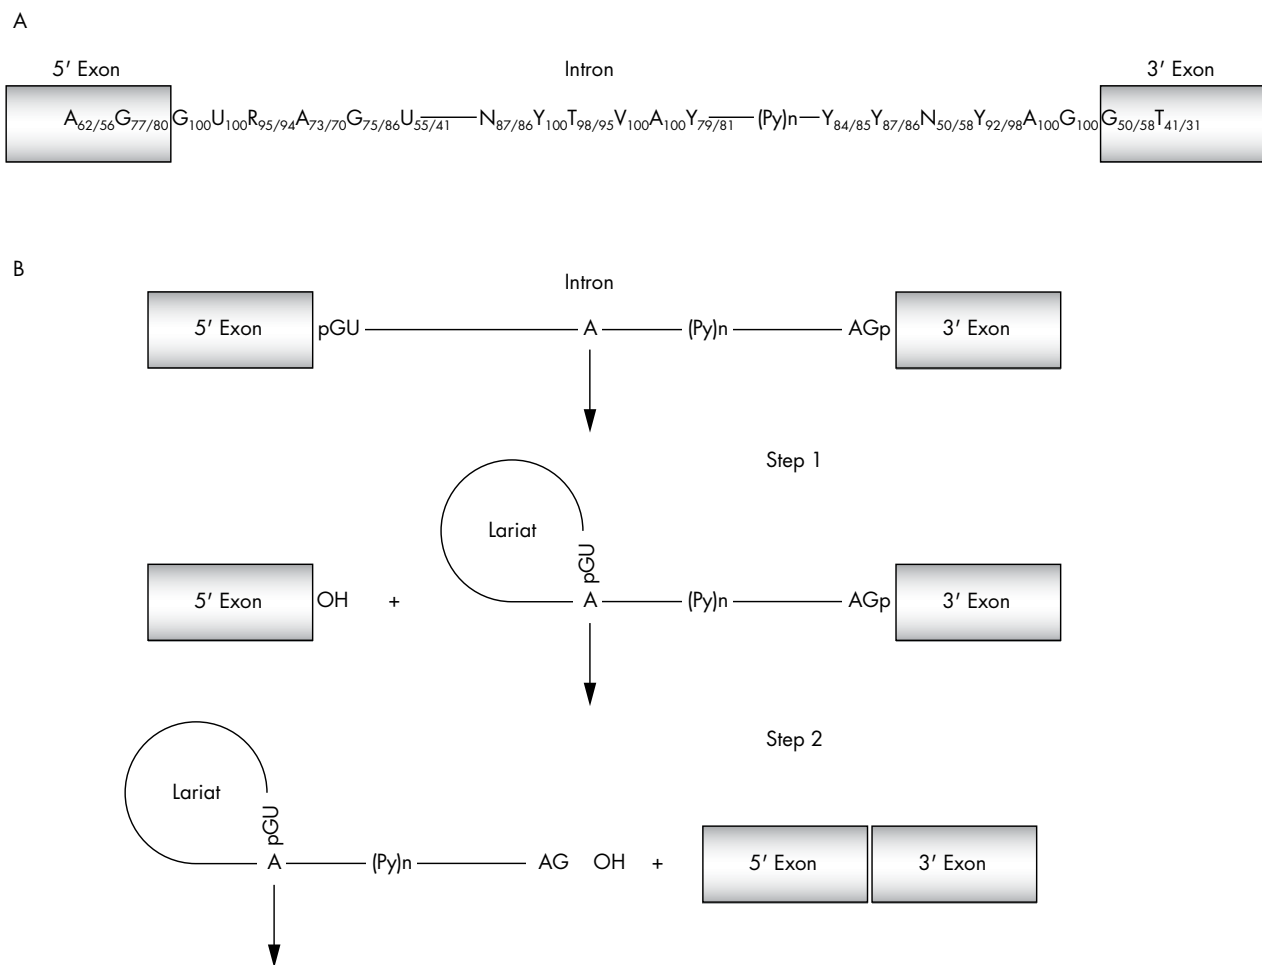 A
5′ Exon Intron 3′ Exon
A62/56G77/80G100U100R95/94A73/70G75/86U55/41 N87/86Y100T98/95V100A100Y79/81 (Py)n Y84/85Y87/86N50/58Y92/98A100G100G50/58T41/31
B
Intron
5′ Exon pGU A (Py)n AGp 3′ Exon
Step 1
Lariat
pGU
5′ Exon OH + A (Py)n AGp 3′ Exon
Step 2
Lariat
pGU
A (Py)n AG OH + 5′ Exon 3′ Exon